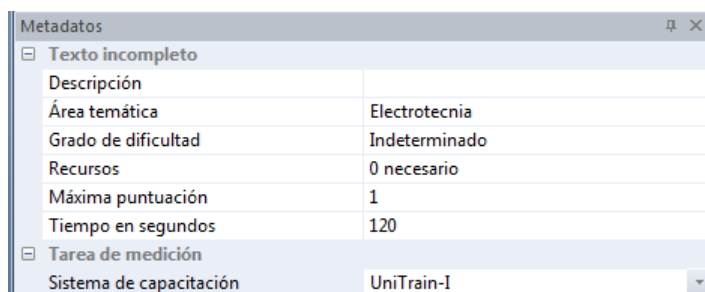 Metadatos
Texto incompleto
Descripción
Área temática Electrotecnia
Grado de dificultad Indeterminado
Recursos 0 necesario
Máxima puntuación 1
Tiempo en segundos 120
Tarea de medición
Sistema de capacitación UniTrain-I